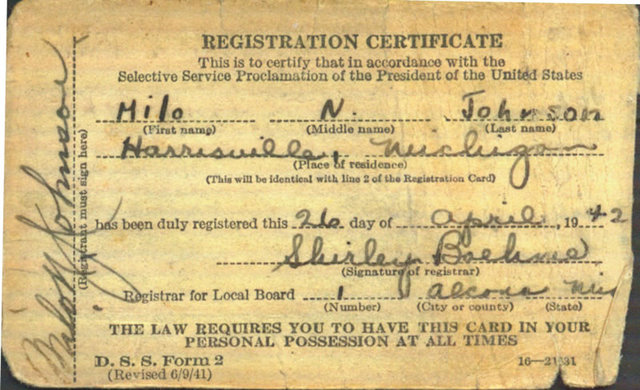 REGISTRATION CERTIFICATE
This is to certify that in accordance with the
Selective Service Proclamation of the President of the United States
Milo N. Johnson
(First name) (Middle name) (Last name)
Harrisville, Michigan
(Place of residence)
(This will be identical with line 2 of the Registration Card)
has been duly registered this 26 day of April, 1942
Shirley Boehme
(Signature of registrar)
Registrar for Local Board 1 Alcona Mic
(Number) (City or county) (State)
THE LAW REQUIRES YOU TO HAVE THIS CARD IN YOUR
PERSONAL POSSESSION AT ALL TIMES
D. S. S. Form 2
(Revised 6/9/41) 16—21631
Milo N Johnson
(Registrant must sign here)